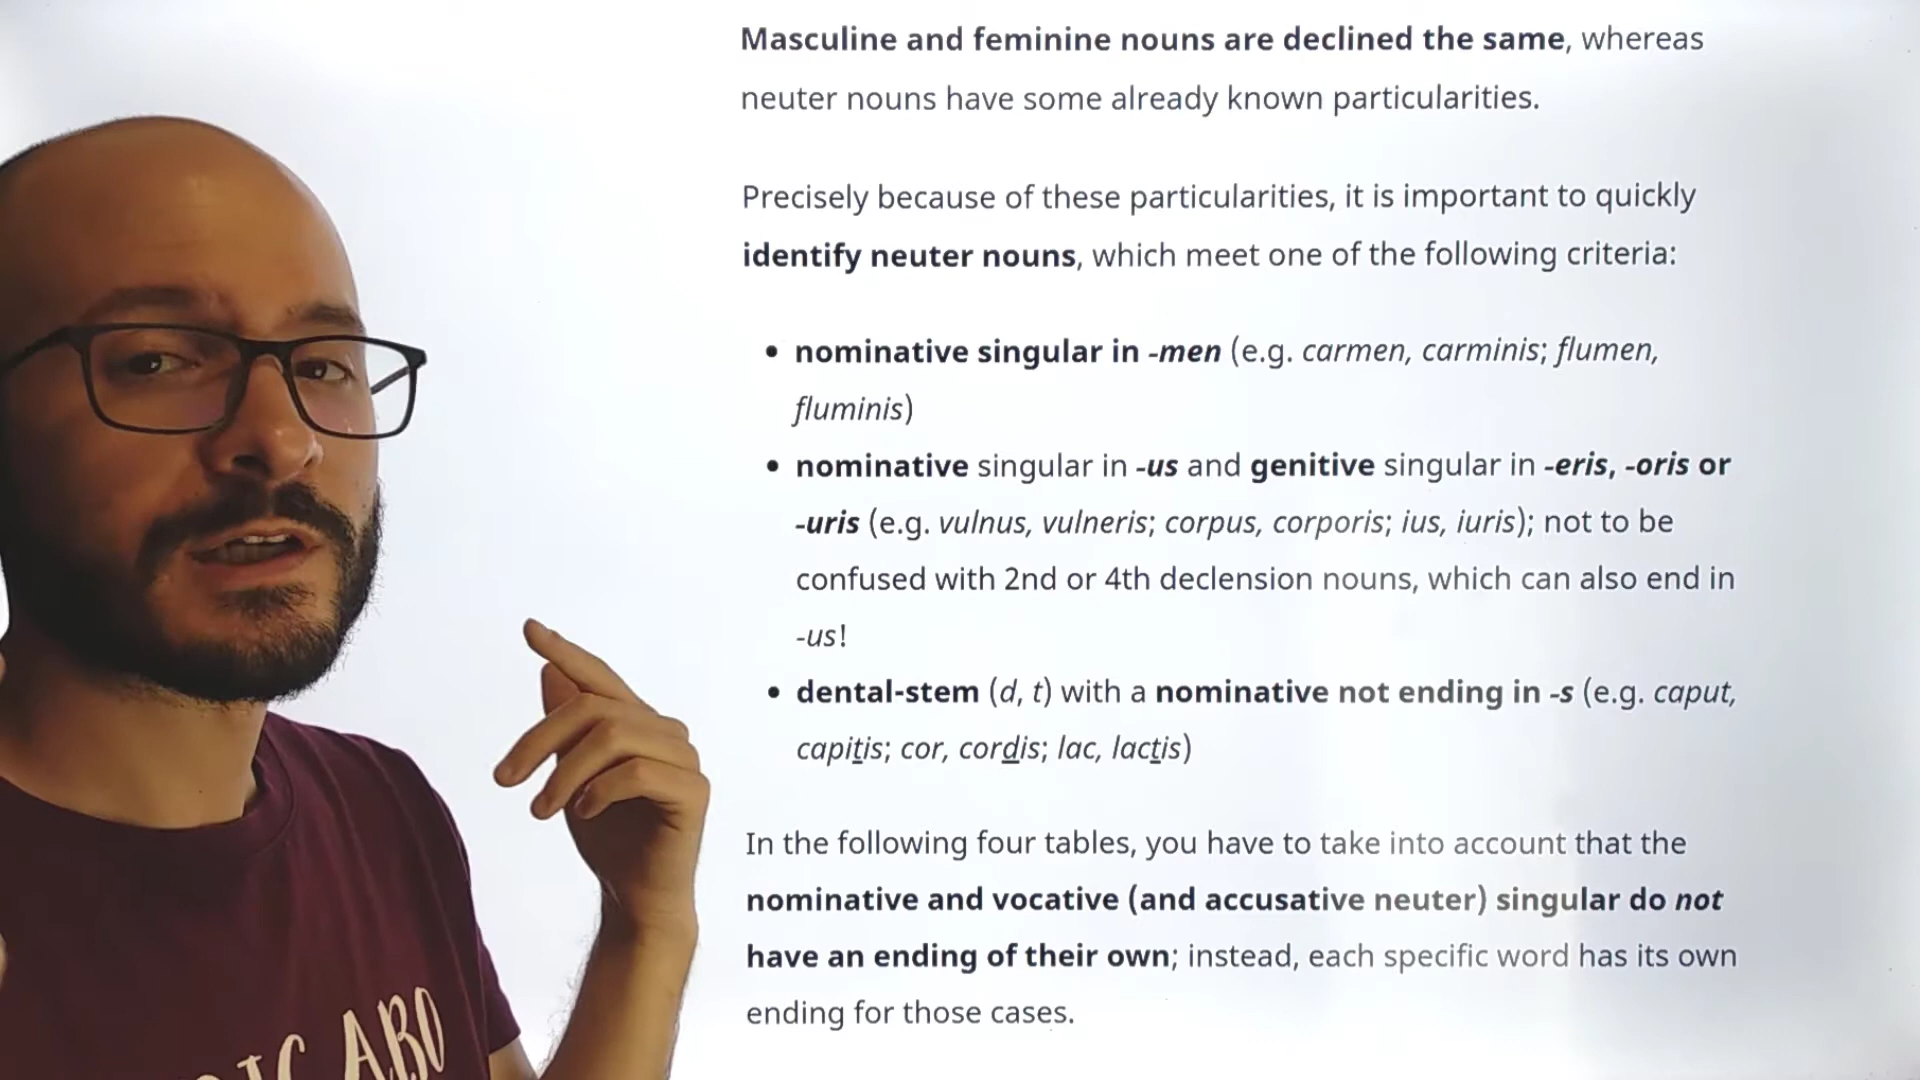 Masculine and feminine nouns are declined the same, whereas
neuter nouns have some already known particularities.
Precisely because of these particularities, it is important to quickly
identify neuter nouns, which meet one of the following criteria:
• nominative singular in -men (e.g. carmen, carminis; flumen,
fluminis)
• nominative singular in -us and genitive singular in -eris, -oris or
-uris (e.g. vulnus, vulneris; corpus, corporis; ius, iuris); not to be
confused with 2nd or 4th declension nouns, which can also end in
-us!
• dental-stem (d, t) with a nominative not ending in -s (e.g. caput,
capitis; cor, cordis; lac, lactis)
In the following four tables, you have to take into account that the
nominative and vocative (and accusative neuter) singular do not
have an ending of their own; instead, each specific word has its own
ending for those cases.
ABO